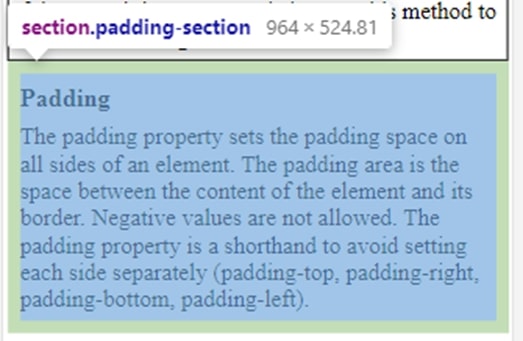 s method to
section.padding-section 964 × 524.81
Padding
The padding property sets the padding space on
all sides of an element. The padding area is the
space between the content of the element and its
border. Negative values are not allowed. The
padding property is a shorthand to avoid setting
each side separately (padding-top, padding-right,
padding-bottom, padding-left).